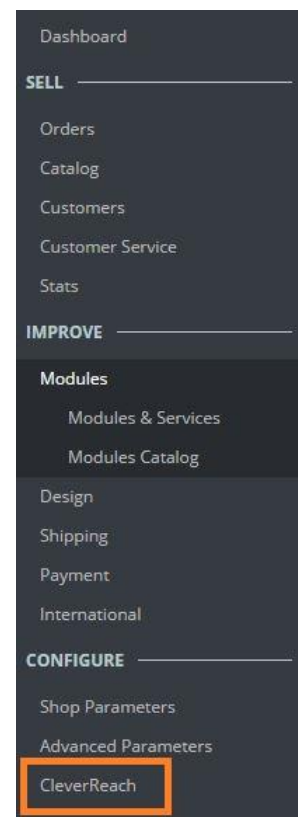 Dashboard
SELL
Orders
Catalog
Customers
Customer Service
Stats
IMPROVE
Modules
Modules & Services
Modules Catalog
Design
Shipping
Payment
International
CONFIGURE
Shop Parameters
Advanced Parameters
CleverReach